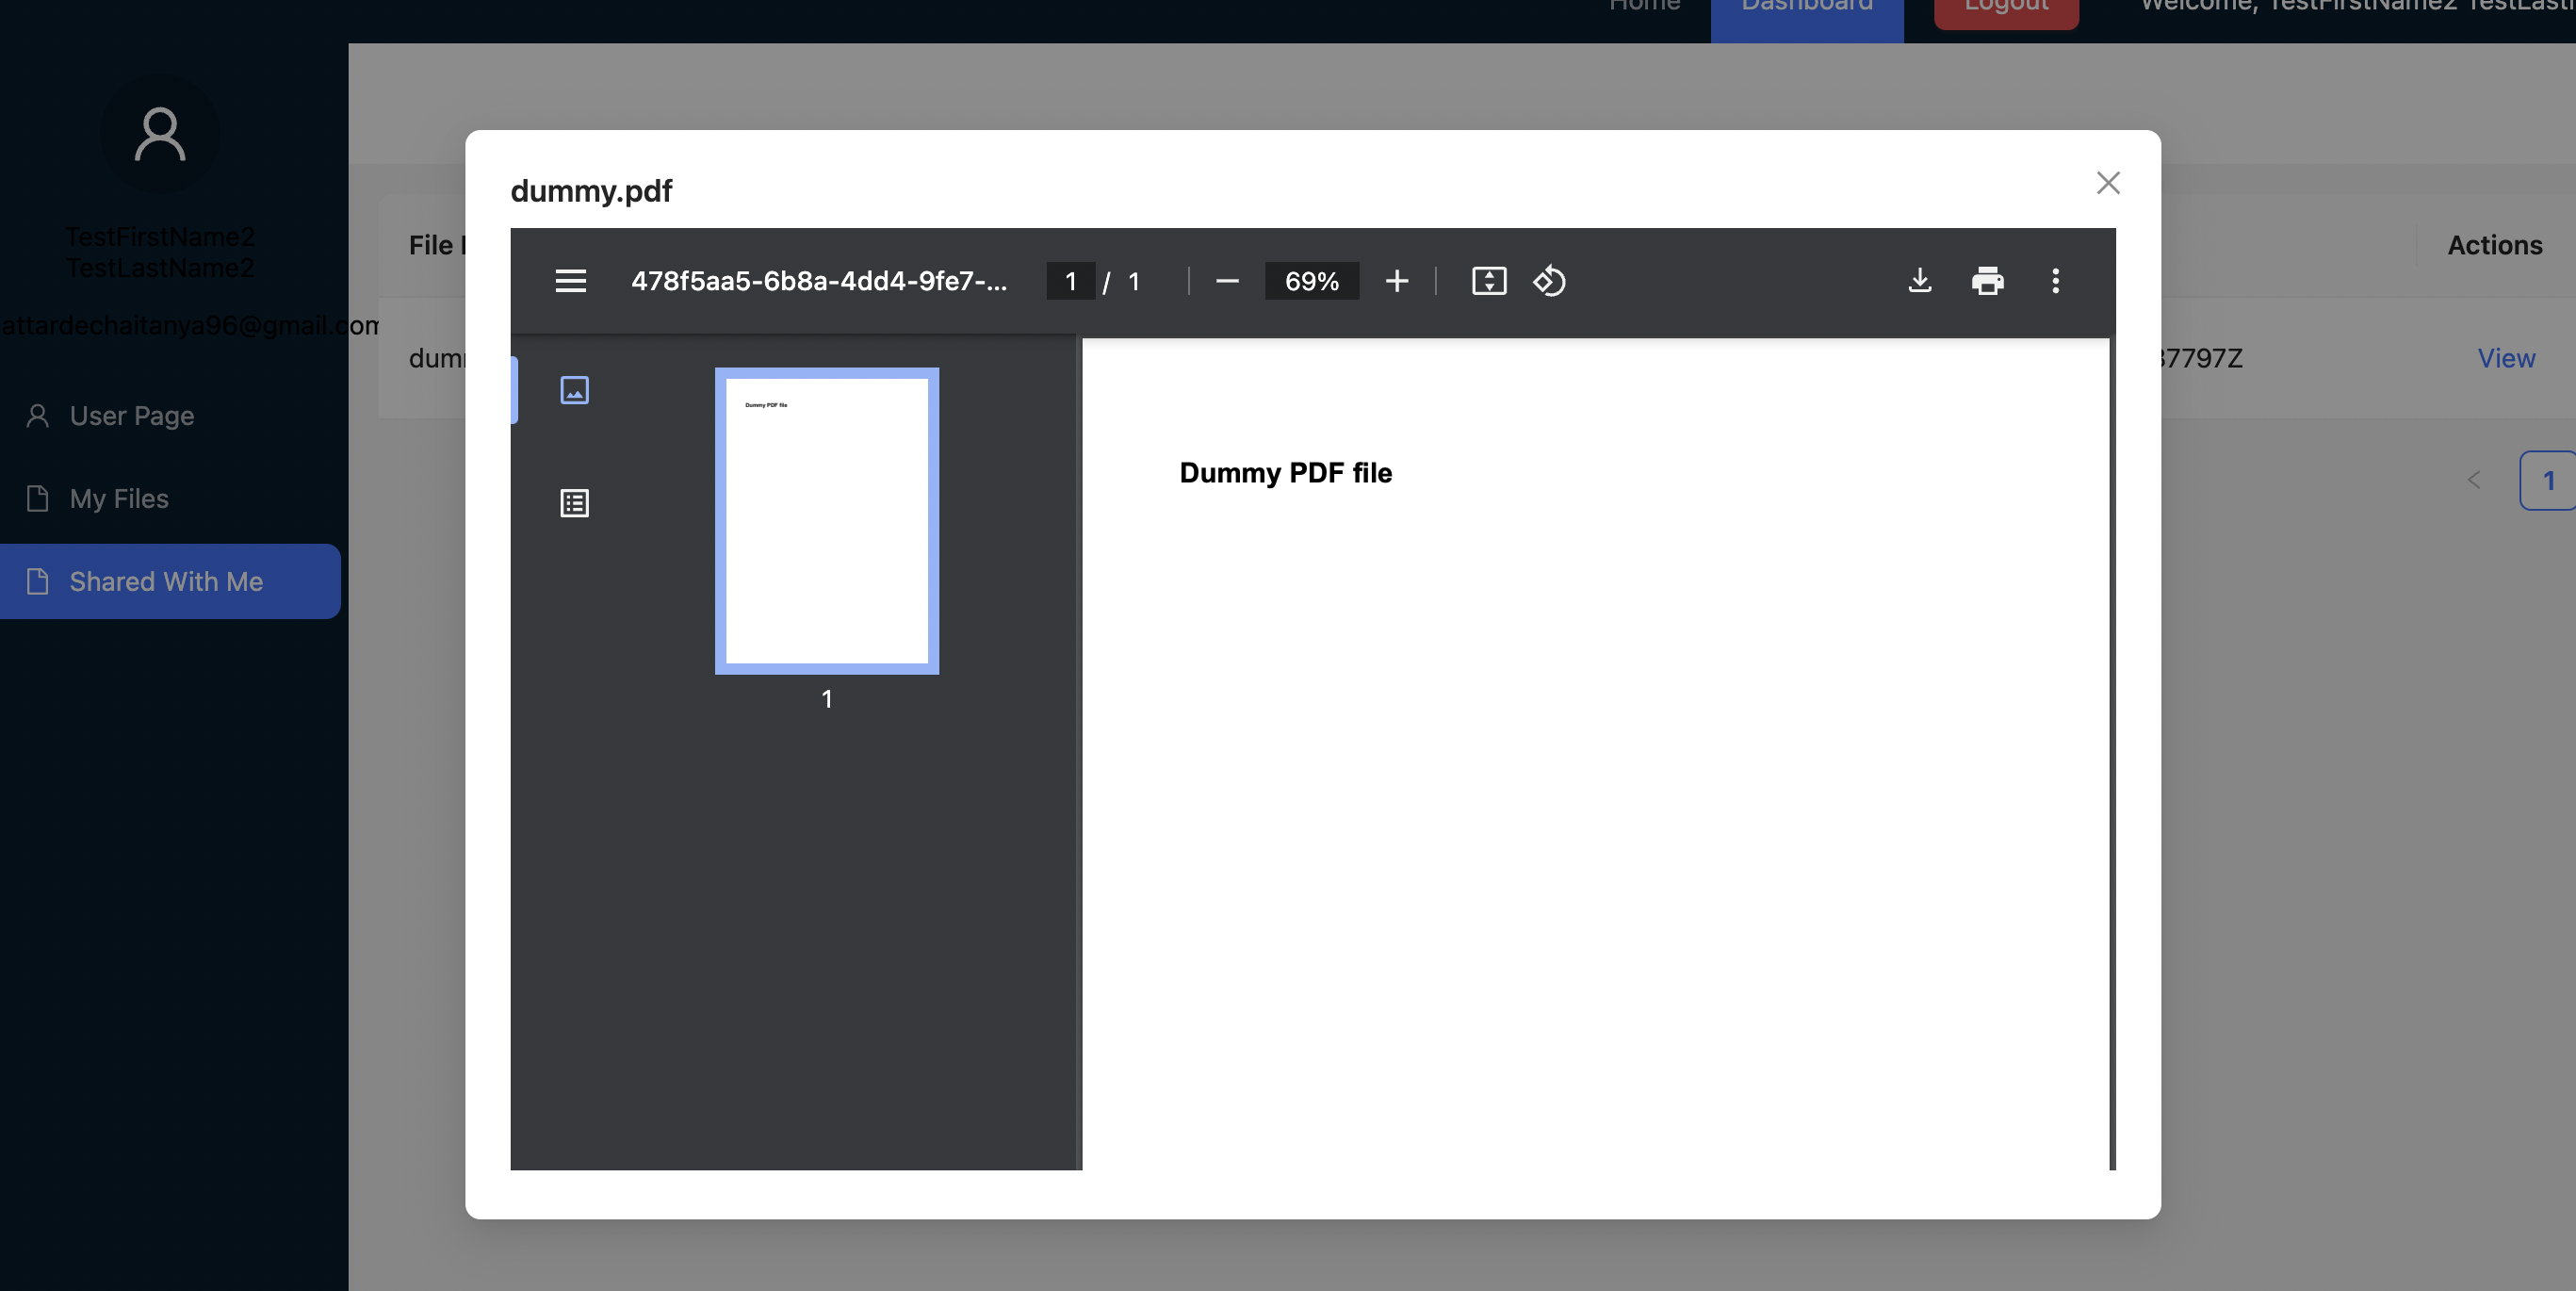 Home Dashboard Logout Welcome, TestFirstName2
TestFirstName2
TestLastName2
attardechaitanya96@gmail.com
User Page
My Files
Shared With Me
File
Actions
37797Z View
1
dummy.pdf
478f5aa5-6b8a-4dd4-9fe7-... 1 / 1 69%
Dummy PDF file
1
Dummy PDF file